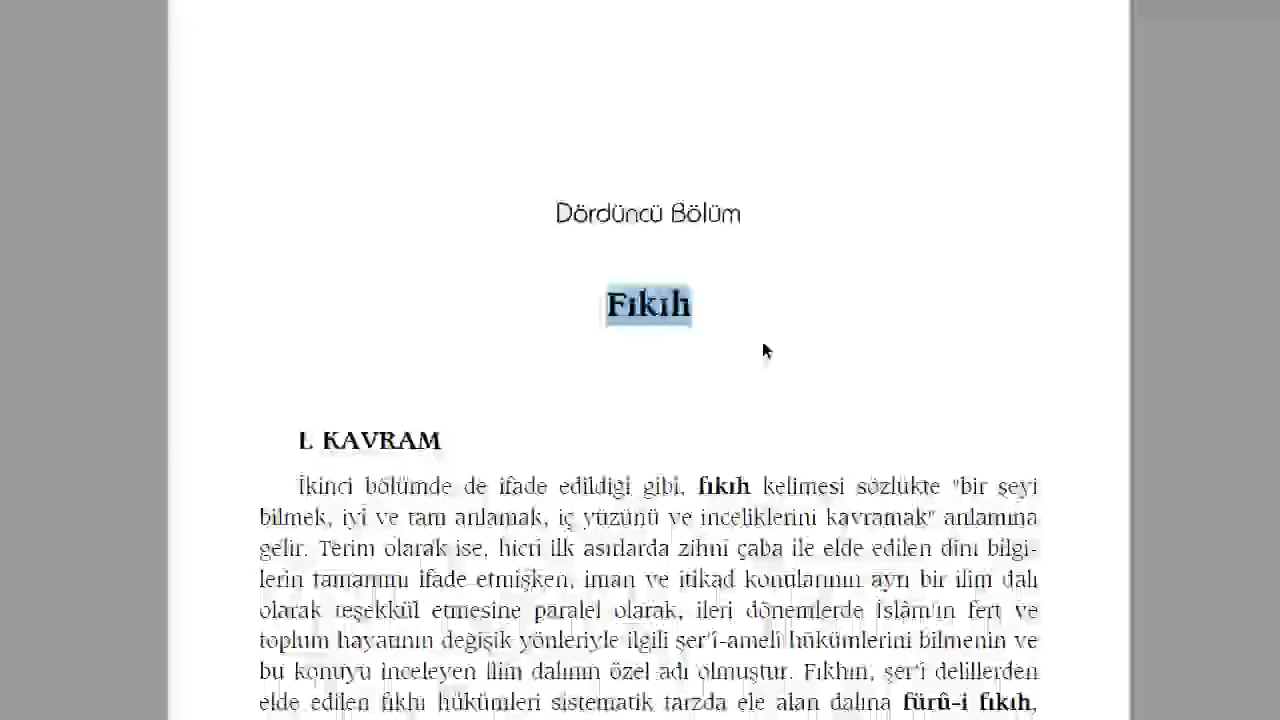 Dördüncü Bölüm
Fıkıh
I. KAVRAM
İkinci bölümde de ifade edildiği gibi, fıkıh kelimesi sözlükte "bir şeyi
bilmek, iyi ve tam anlamak, iç yüzünü ve inceliklerini kavramak" anlamına
gelir. Terim olarak ise, hicrî ilk asırlarda zihnî çaba ile elde edilen dinî bilgi-
lerin tamamını ifade etmişken, iman ve itikad konularının ayrı bir ilim dalı
olarak teşekkül etmesine paralel olarak, ileri dönemlerde İslâm'ın fert ve
toplum hayatının değişik yönleriyle ilgili şer'î-amelî hükümlerini bilmenin ve
bu konuyu inceleyen ilim dalının özel adı olmuştur. Fıkhın, şer'î delillerden
elde edilen fıkhî hükümleri sistematik tarzda ele alan dalına fürû-i fıkıh,